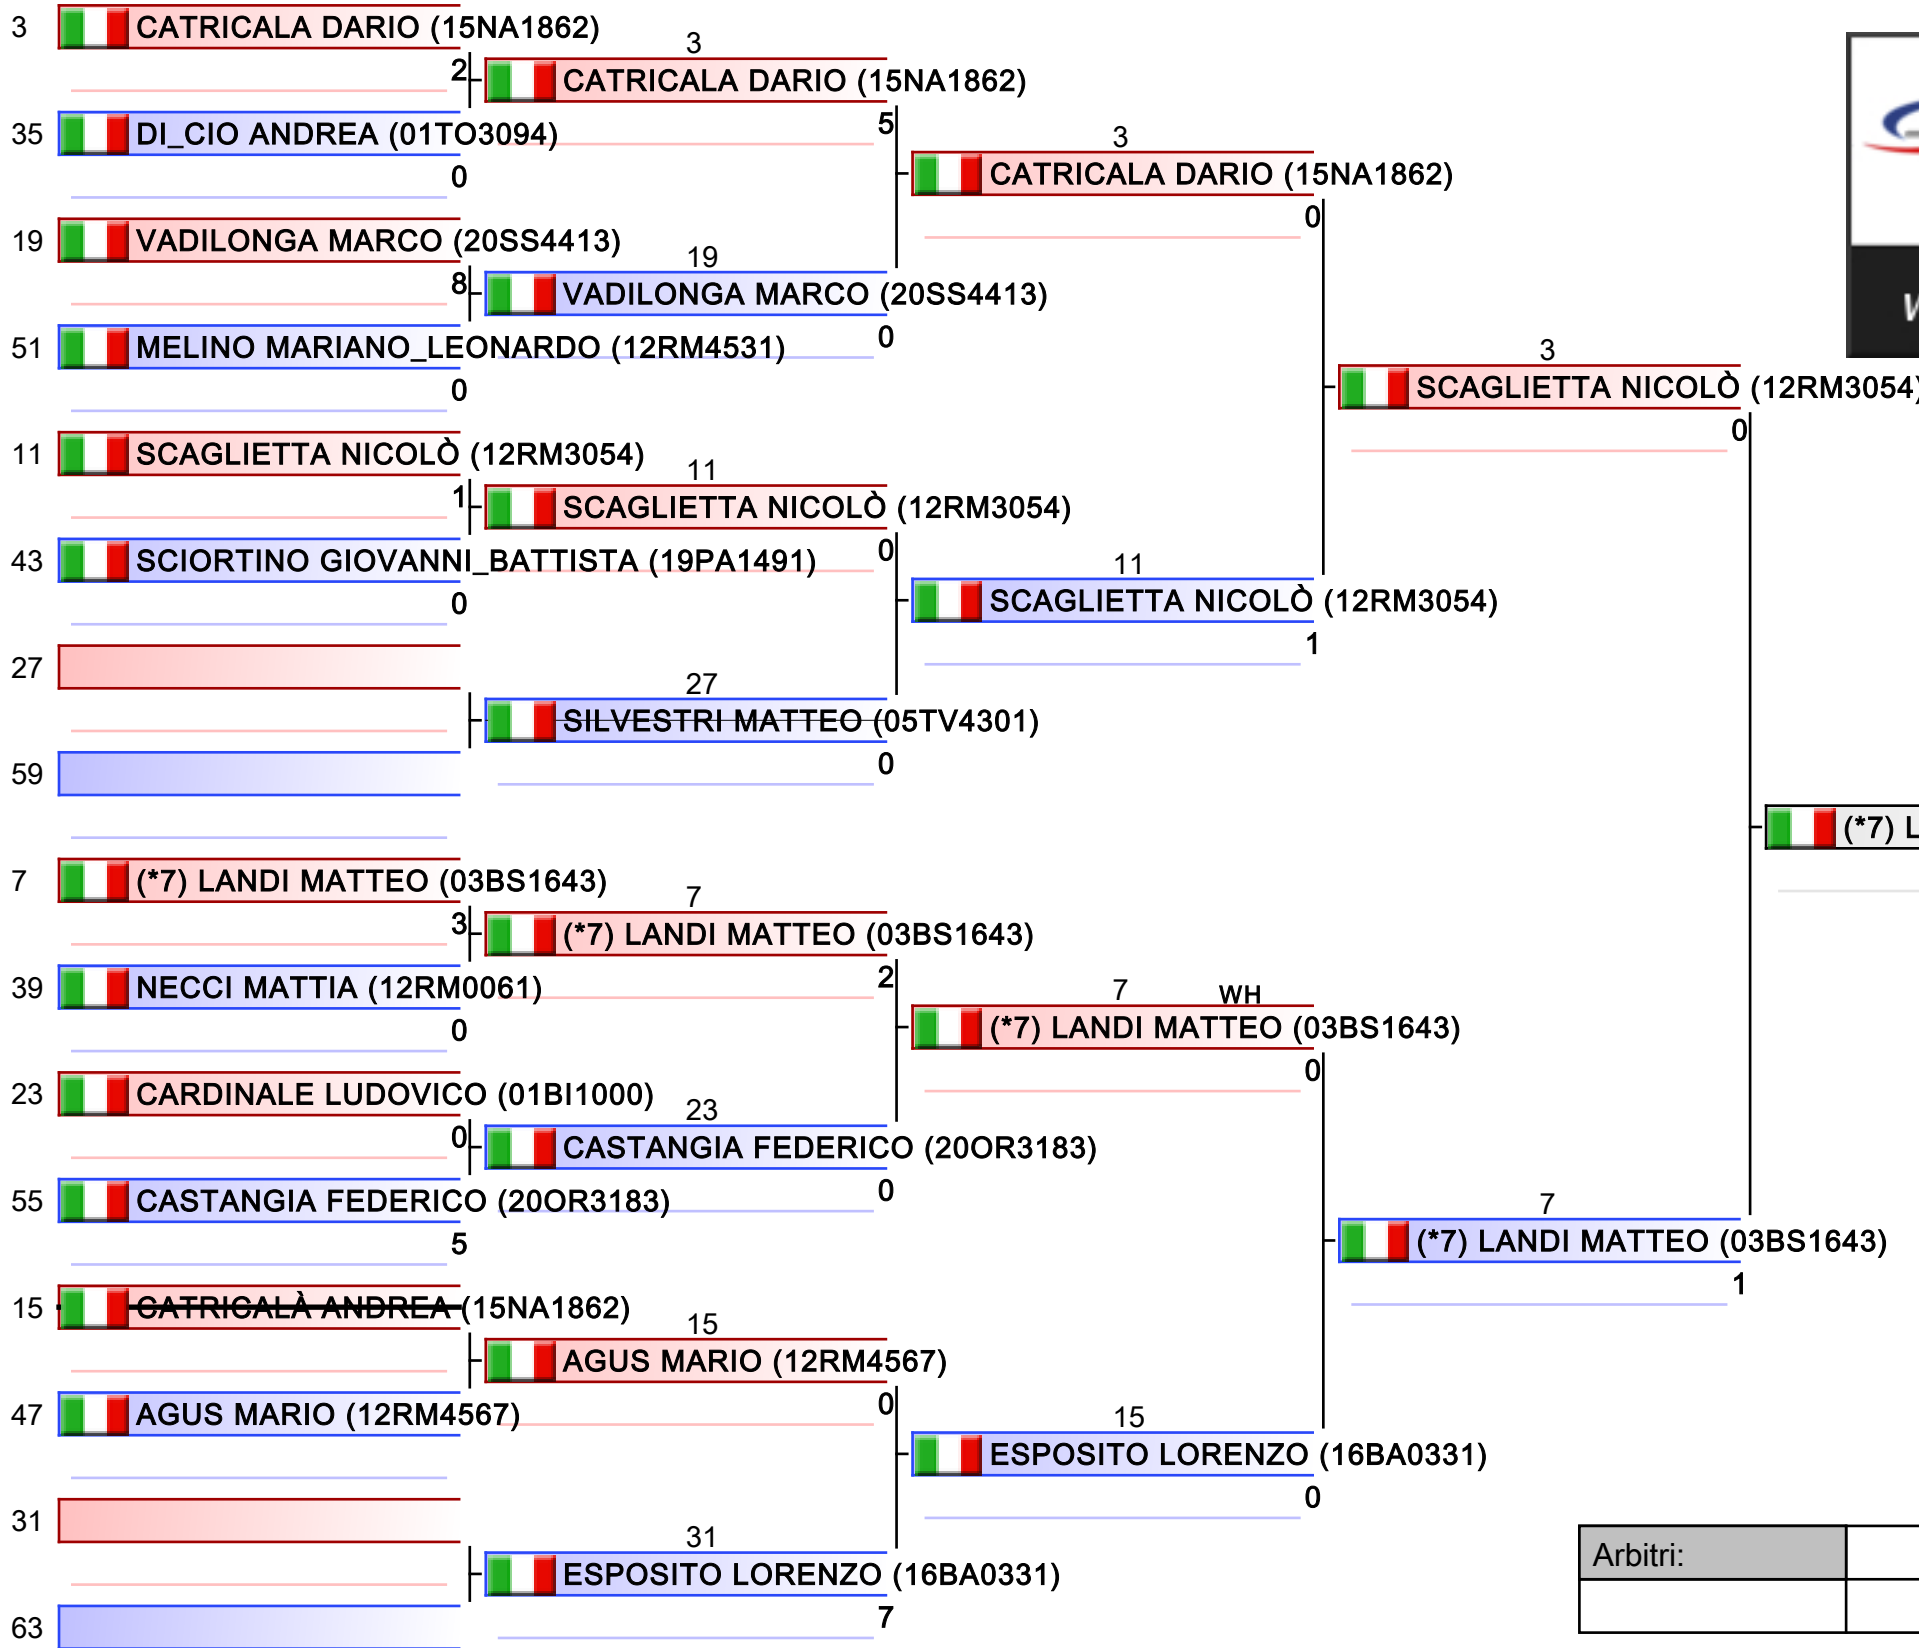 3 CATRICALA DARIO (15NA1862)
3
2 CATRICALA DARIO (15NA1862)
35 DI_CIO ANDREA (01TO3094)
5
3
0
CATRICALA DARIO (15NA1862)
0
19 VADILONGA MARCO (20SS4413)
19
8 VADILONGA MARCO (20SS4413)
51 MELINO MARIANO_LEONARDO (12RM4531)
0
0
3
SCAGLIETTA NICOLÒ (12RM3054)
0
11 SCAGLIETTA NICOLÒ (12RM3054)
11
1 SCAGLIETTA NICOLÒ (12RM3054)
43 SCIORTINO GIOVANNI_BATTISTA (19PA1491)
0
0
11
SCAGLIETTA NICOLÒ (12RM3054)
1
27
27
SILVESTRI MATTEO (05TV4301)
0
59
(*7) L
7 (*7) LANDI MATTEO (03BS1643)
7
3 (*7) LANDI MATTEO (03BS1643)
39 NECCI MATTIA (12RM0061)
2
0
7 WH
(*7) LANDI MATTEO (03BS1643)
0
23 CARDINALE LUDOVICO (01BI1000)
23
0 CASTANGIA FEDERICO (20OR3183)
55 CASTANGIA FEDERICO (20OR3183)
0
5
7
(*7) LANDI MATTEO (03BS1643)
1
15 CATRICALÀ ANDREA (15NA1862)
15
AGUS MARIO (12RM4567)
47 AGUS MARIO (12RM4567)
0
15
ESPOSITO LORENZO (16BA0331)
0
31
31
ESPOSITO LORENZO (16BA0331)
7
63
Arbitri: